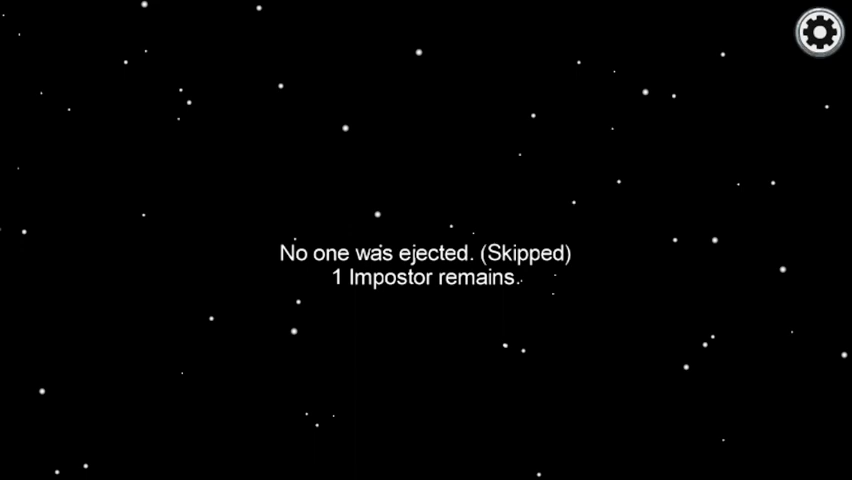 No one was ejected. (Skipped)
1 Impostor remains.